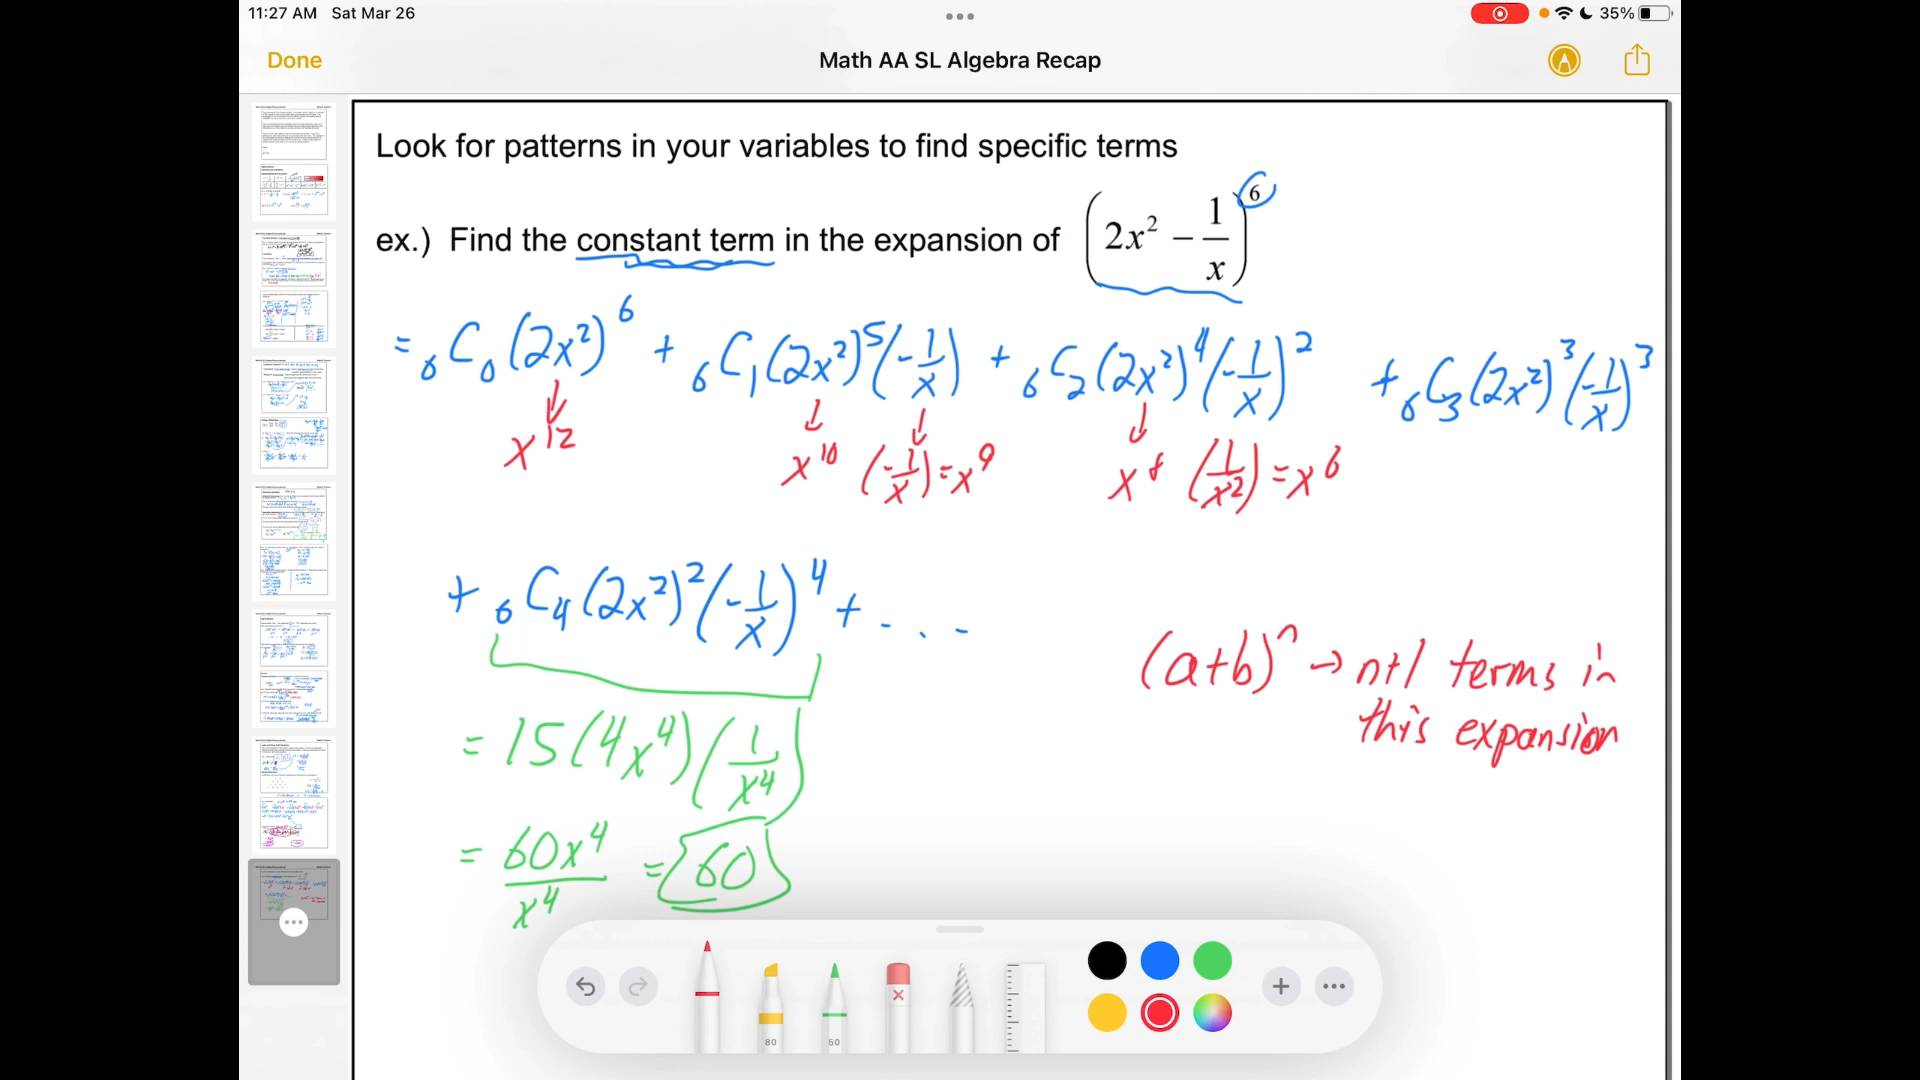 11:27 AM Sat Mar 26
35%
Done
Math AA SL Algebra Recap
Look for patterns in your variables to find specific terms
ex.) Find the constant term in the expansion of (2x² − 1/x)⁶
= ₆C₀(2x²)⁶ + ₆C₁(2x²)⁵(-1/x) + ₆C₂(2x²)⁴(-1/x)² + ₆C₃(2x²)³(-1/x)³
x¹² x¹⁰ (-1/x) = x⁹ x⁸ (1/x²) = x⁶
+ ₆C₄(2x²)²(-1/x)⁴ + ...
(a+b)ⁿ → n+1 terms in
this expansion
= 15(4x⁴)(1/x⁴)
= 60x⁴/x⁴ = 60
80
50